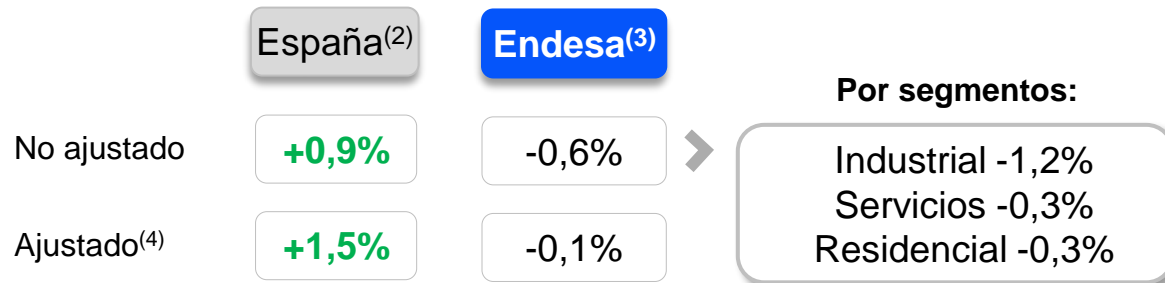 España(2) Endesa(3)
Por segmentos:
No ajustado +0,9% -0,6%
Industrial -1,2%
Servicios -0,3%
Residencial -0,3%
Ajustado(4) +1,5% -0,1%